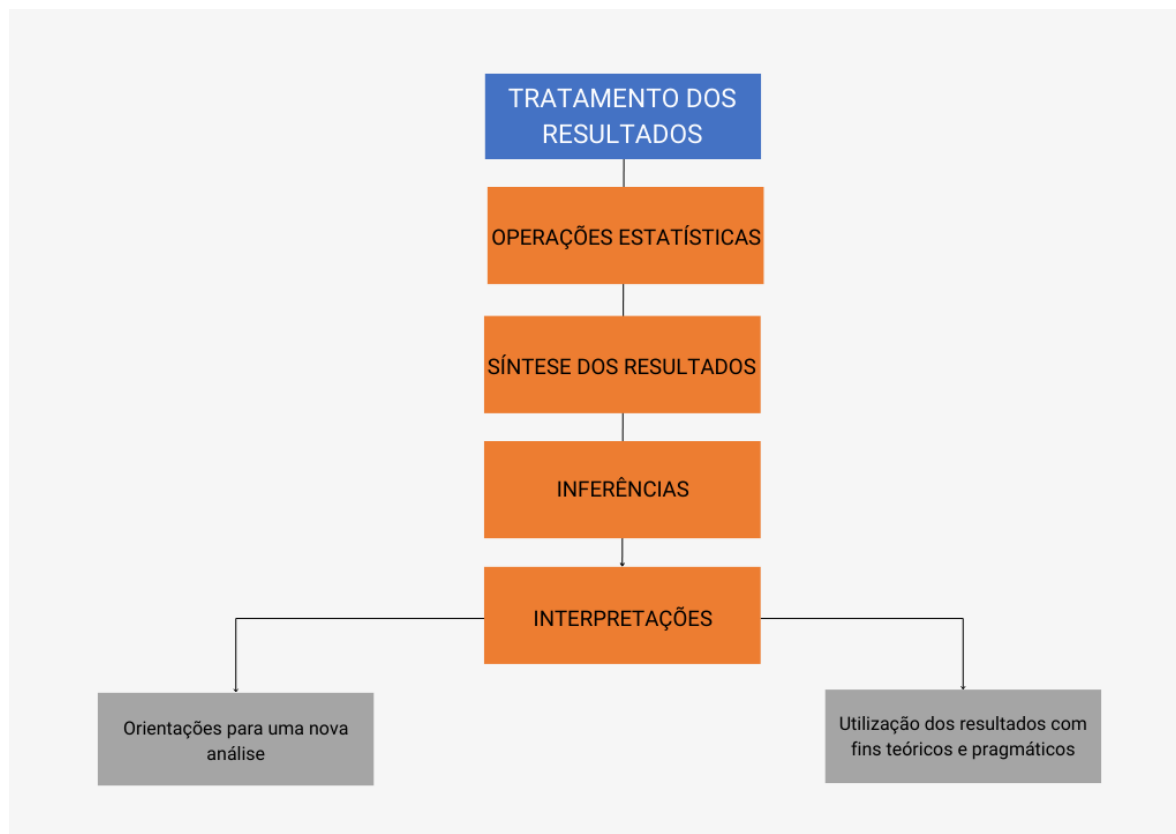 TRATAMENTO DOS
RESULTADOS
OPERAÇÕES ESTATÍSTICAS
SÍNTESE DOS RESULTADOS
INFERÊNCIAS
INTERPRETAÇÕES
Orientações para uma nova
análise
Utilização dos resultados com
fins teóricos e pragmáticos